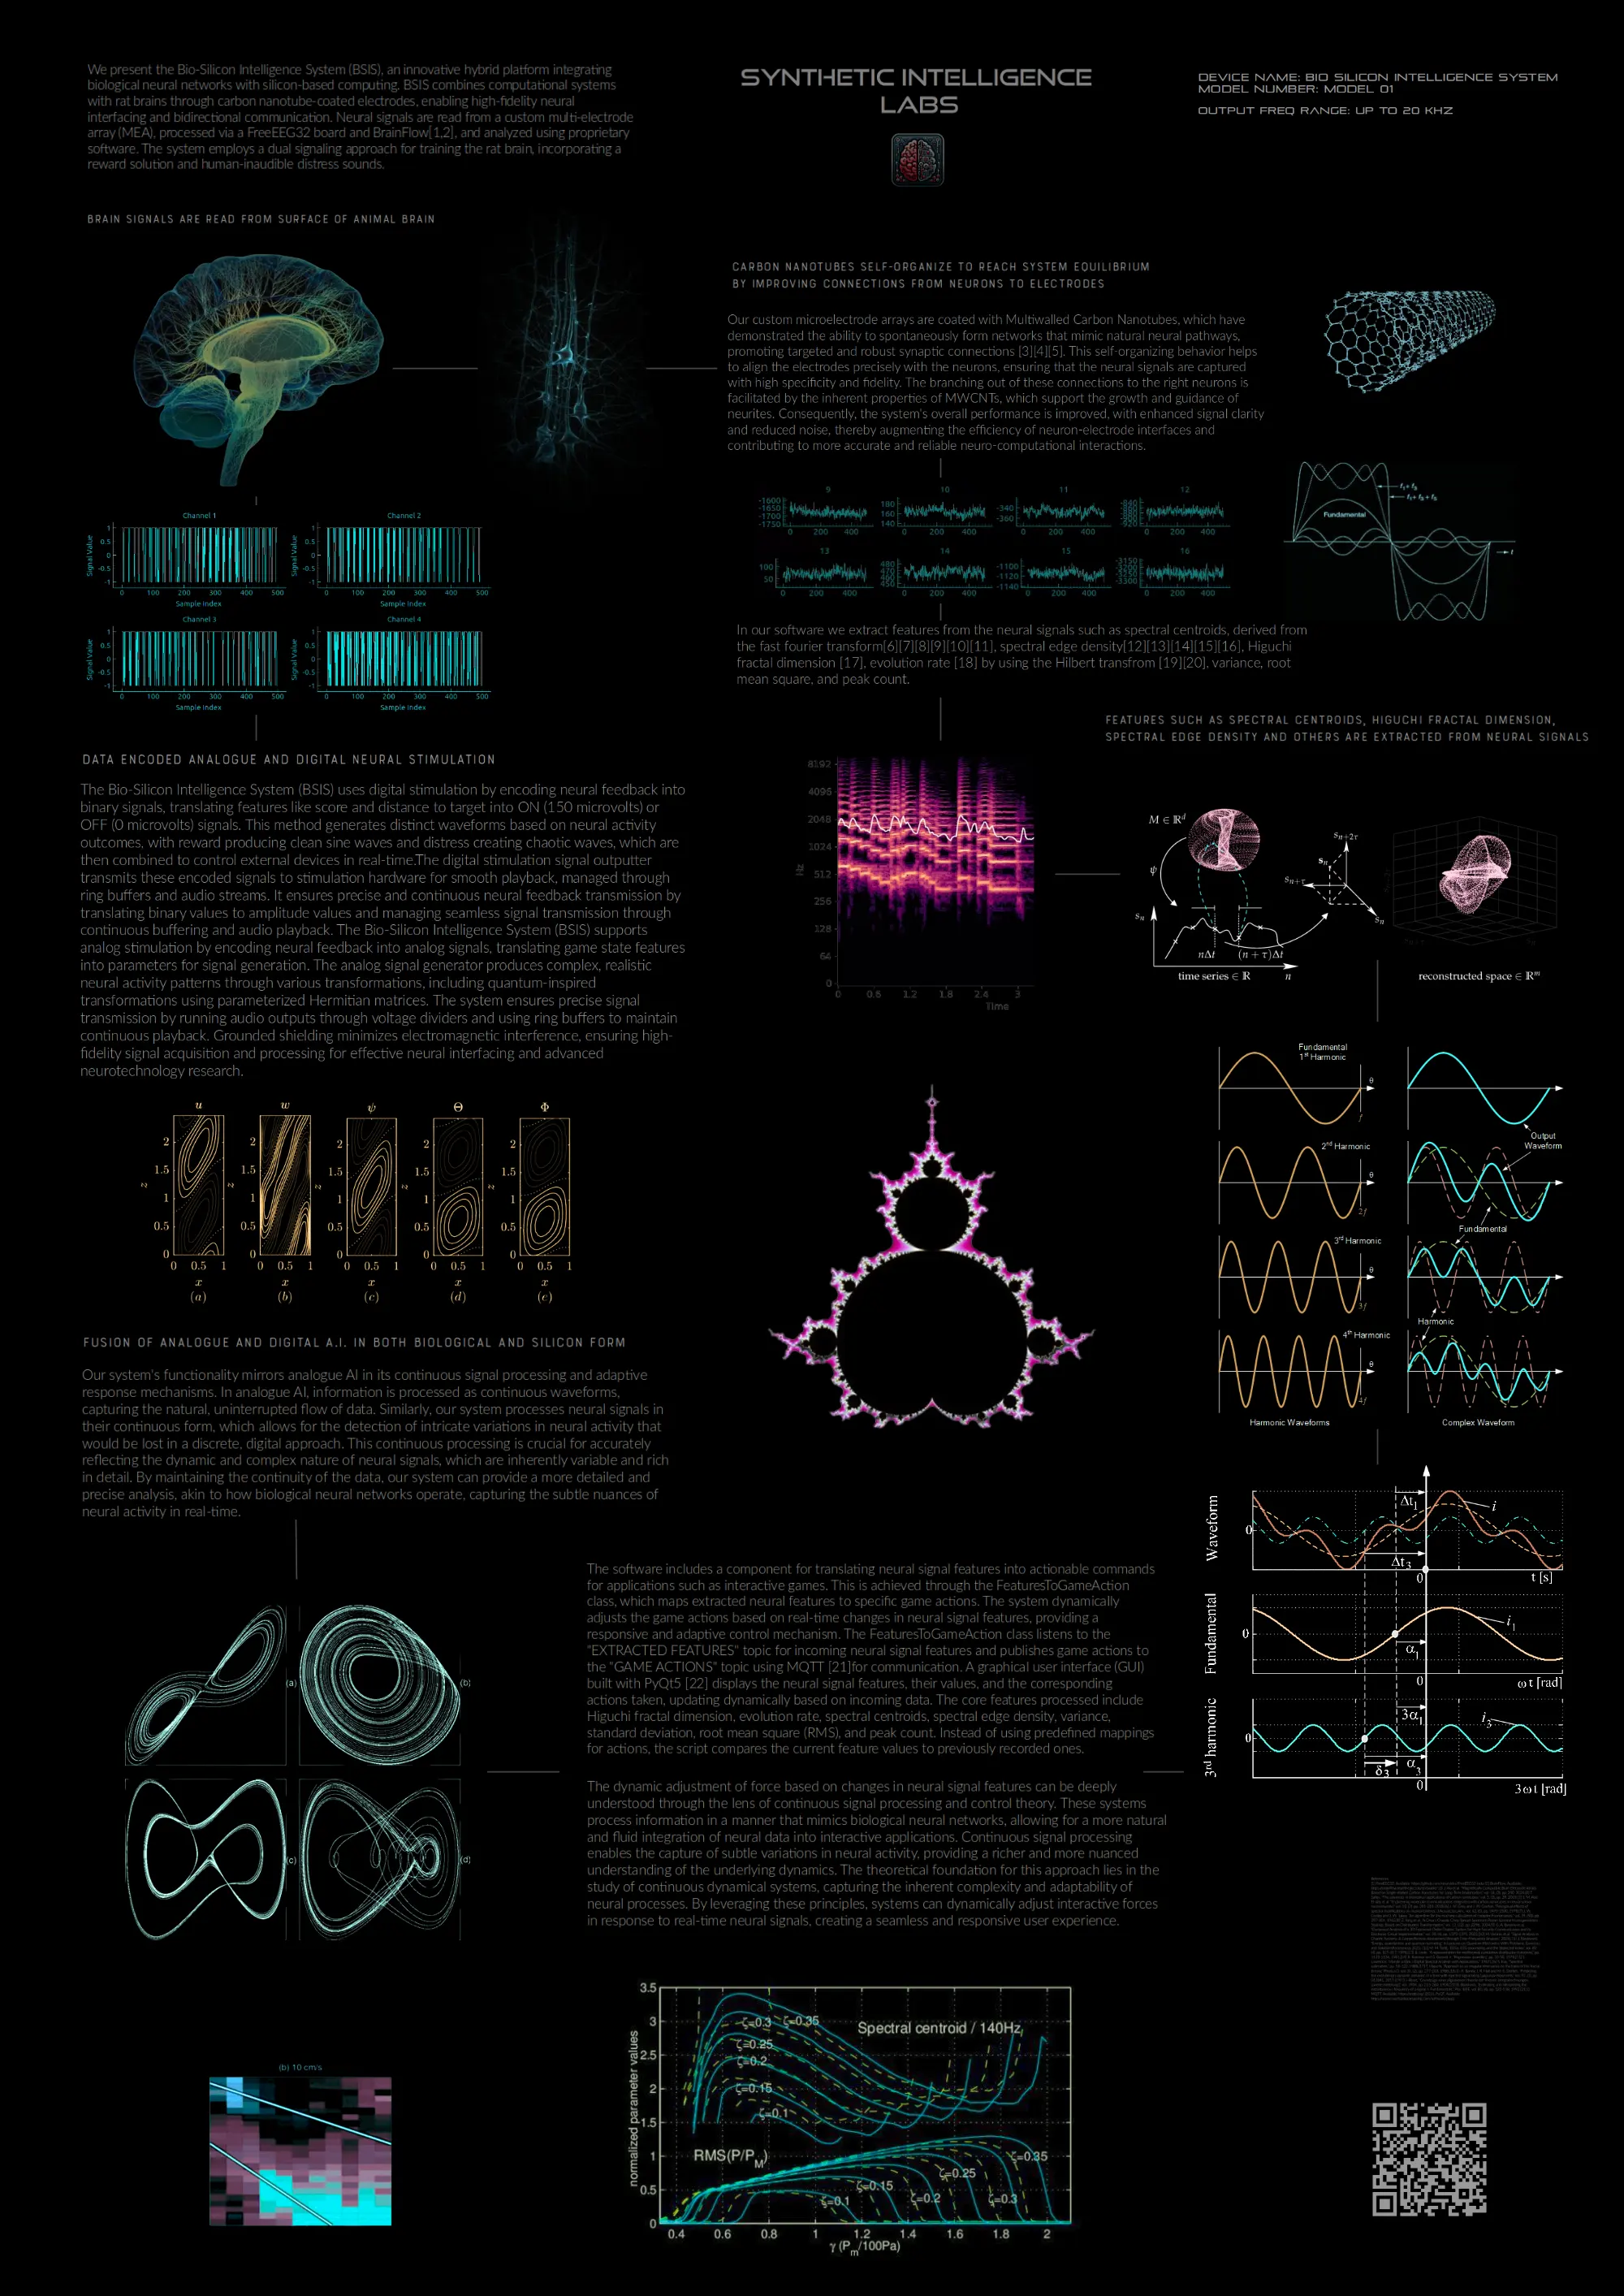 We present the Bio-Silicon Intelligence System (BSIS), an innovative hybrid platform integrating
biological neural networks with silicon-based computing. BSIS combines computational systems
with rat brains through carbon nanotube-coated electrodes, enabling high-fidelity neural
interfacing and bidirectional communication. Neural signals are read from a custom multi-electrode
array (MEA), processed via a FreeEEG32 board and BrainFlow[1,2], and analyzed using proprietary
software. The system employs a dual signaling approach for training the rat brain, incorporating a
reward solution and human-inaudible distress sounds.
SYNTHETIC INTELLIGENCE
LABS
DEVICE NAME: BIO SILICON INTELLIGENCE SYSTEM
MODEL NUMBER: MODEL 01
OUTPUT FREQ RANGE: UP TO 20 KHZ
BRAIN SIGNALS ARE READ FROM SURFACE OF ANIMAL BRAIN
CARBON NANOTUBES SELF-ORGANIZE TO REACH SYSTEM EQUILIBRIUM
BY IMPROVING CONNECTIONS FROM NEURONS TO ELECTRODES
Our custom microelectrode arrays are coated with Multiwalled Carbon Nanotubes, which have
demonstrated the ability to spontaneously form networks that mimic natural neural pathways,
promoting targeted and robust synaptic connections [3][4][5]. This self-organizing behavior helps
to align the electrodes precisely with the neurons, ensuring that the neural signals are captured
with high specificity and fidelity. The branching out of these connections to the right neurons is
facilitated by the inherent properties of MWCNTs, which support the growth and guidance of
neurites. Consequently, the system's overall performance is improved, with enhanced signal clarity
and reduced noise, thereby augmenting the efficiency of neuron-electrode interfaces and
contributing to more accurate and reliable neuro-computational interactions.
Channel 1
Channel 2
Channel 3
Channel 4
Signal Value
Sample Index
0 100 200 300 400 500
9 10 11 12
13 14 15 16
0 200 400
Fundamental
In our software we extract features from the neural signals such as spectral centroids, derived from
the fast fourier transform[6][7][8][9][10][11], spectral edge density[12][13][14][15][16], Higuchi
fractal dimension [17], evolution rate [18] by using the Hilbert transfrom [19][20], variance, root
mean square, and peak count.
FEATURES SUCH AS SPECTRAL CENTROIDS, HIGUCHI FRACTAL DIMENSION,
SPECTRAL EDGE DENSITY AND OTHERS ARE EXTRACTED FROM NEURAL SIGNALS
DATA ENCODED ANALOGUE AND DIGITAL NEURAL STIMULATION
The Bio-Silicon Intelligence System (BSIS) uses digital stimulation by encoding neural feedback into
binary signals, translating features like score and distance to target into ON (150 microvolts) or
OFF (0 microvolts) signals. This method generates distinct waveforms based on neural activity
outcomes, with reward producing clean sine waves and distress creating chaotic waves, which are
then combined to control external devices in real-time.The digital stimulation signal outputter
transmits these encoded signals to stimulation hardware for smooth playback, managed through
ring buffers and audio streams. It ensures precise and continuous neural feedback transmission by
translating binary values to amplitude values and managing seamless signal transmission through
continuous buffering and audio playback. The Bio-Silicon Intelligence System (BSIS) supports
analog stimulation by encoding neural feedback into analog signals, translating game state features
into parameters for signal generation. The analog signal generator produces complex, realistic
neural activity patterns through various transformations, including quantum-inspired
transformations using parameterized Hermitian matrices. The system ensures precise signal
transmission by running audio outputs through voltage dividers and using ring buffers to maintain
continuous playback. Grounded shielding minimizes electromagnetic interference, ensuring high-
fidelity signal acquisition and processing for effective neural interfacing and advanced
neurotechnology research.
8192
4096
2048
1024
512
256
128
64
0
Hz
0 0.6 1.2 1.8 2.4 3
Time
M ∈ ℝᵈ
ψ
nΔt (n + τ)Δt
time series ∈ ℝ n
reconstructed space ∈ ℝᵐ
u w ψ Θ Φ
(a) (b) (c) (d) (e)
Fundamental
1st Harmonic
2nd Harmonic
3rd Harmonic
4th Harmonic
Harmonic Waveforms
Output
Waveform
Fundamental
Harmonic
Complex Waveform
FUSION OF ANALOGUE AND DIGITAL A.I. IN BOTH BIOLOGICAL AND SILICON FORM
Our system's functionality mirrors analogue AI in its continuous signal processing and adaptive
response mechanisms. In analogue AI, information is processed as continuous waveforms,
capturing the natural, uninterrupted flow of data. Similarly, our system processes neural signals in
their continuous form, which allows for the detection of intricate variations in neural activity that
would be lost in a discrete, digital approach. This continuous processing is crucial for accurately
reflecting the dynamic and complex nature of neural signals, which are inherently variable and rich
in detail. By maintaining the continuity of the data, our system can provide a more detailed and
precise analysis, akin to how biological neural networks operate, capturing the subtle nuances of
neural activity in real-time.
Waveform
Δt₁
i
Δt₃
t [s]
Fundamental
α₁
i₁
ωt [rad]
3rd harmonic
3α₁
i₃
δ₃ α₃
3ωt [rad]
(a) (b)
(c) (d)
The software includes a component for translating neural signal features into actionable commands
for applications such as interactive games. This is achieved through the FeaturesToGameAction
class, which maps extracted neural features to specific game actions. The system dynamically
adjusts the game actions based on real-time changes in neural signal features, providing a
responsive and adaptive control mechanism. The FeaturesToGameAction class listens to the
"EXTRACTED FEATURES" topic for incoming neural signal features and publishes game actions to
the "GAME ACTIONS" topic using MQTT [21]for communication. A graphical user interface (GUI)
built with PyQt5 [22] displays the neural signal features, their values, and the corresponding
actions taken, updating dynamically based on incoming data. The core features processed include
Higuchi fractal dimension, evolution rate, spectral centroids, spectral edge density, variance,
standard deviation, root mean square (RMS), and peak count. Instead of using predefined mappings
for actions, the script compares the current feature values to previously recorded ones.
The dynamic adjustment of force based on changes in neural signal features can be deeply
understood through the lens of continuous signal processing and control theory. These systems
process information in a manner that mimics biological neural networks, allowing for a more natural
and fluid integration of neural data into interactive applications. Continuous signal processing
enables the capture of subtle variations in neural activity, providing a richer and more nuanced
understanding of the underlying dynamics. The theoretical foundation for this approach lies in the
study of continuous dynamical systems, capturing the inherent complexity and adaptability of
neural processes. By leveraging these principles, systems can dynamically adjust interactive forces
in response to real-time neural signals, creating a seamless and responsive user experience.
(b) 10 cm/s
normalized parameter values
3.5
3
2.5
2
1.5
1
0.5
0
Spectral centroid / 140Hz
ζ=0.3 ζ=0.35
ζ=0.25
ζ=0.2
ζ=0.15
ζ=0.1
RMS(P/P_M)
ζ=0.35
ζ=0.25
ζ=0.15
ζ=0.1 ζ=0.2 ζ=0.3
0.4 0.6 0.8 1 1.2 1.4 1.6 1.8 2
γ (P_m/100Pa)